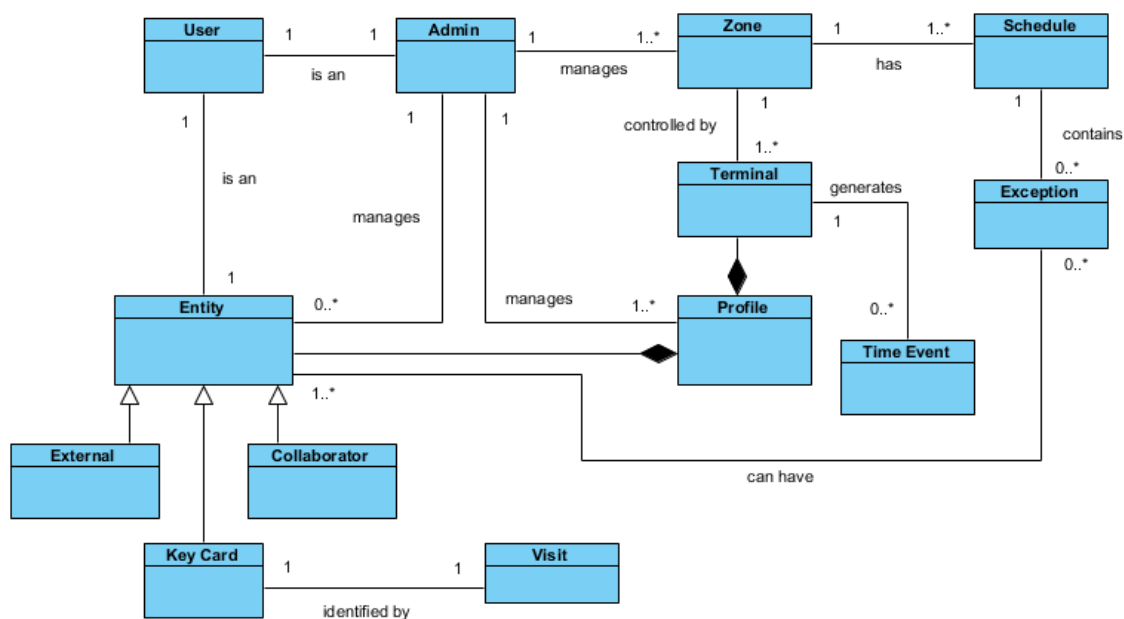 User
1
1
is an
Admin
1
1..*
manages
Zone
1
1..*
has
Schedule
1
is an
1
1
manages
0..*
1
manages
1..*
1
controlled by
1..*
Terminal
generates
1
0..*
1
contains
0..*
Exception
0..*
Entity
Profile
Time Event
1..*
can have
External
Collaborator
Key Card
1
1
identified by
Visit